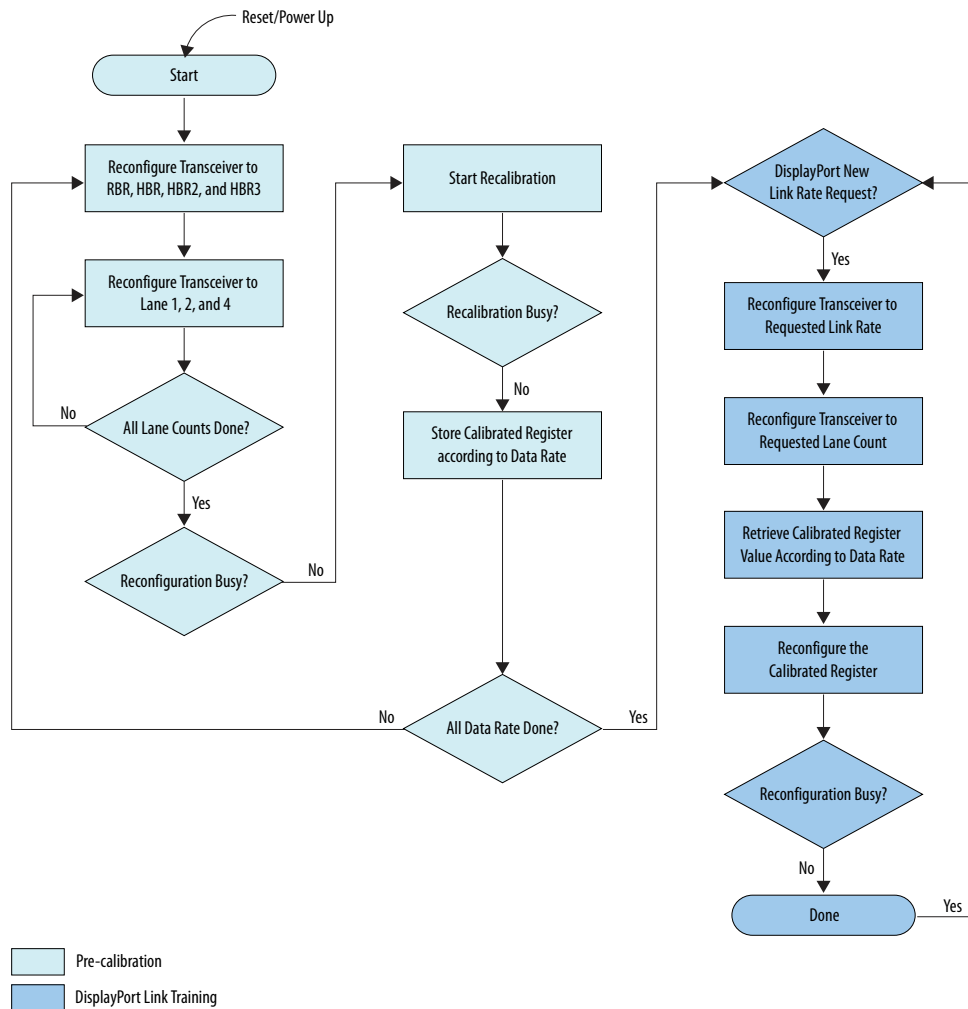 Reset/Power Up
Start
Reconfigure Transceiver to
RBR, HBR, HBR2, and HBR3
Reconfigure Transceiver to
Lane 1, 2, and 4
No
All Lane Counts Done?
Yes
Reconfiguration Busy?
No
Start Recalibration
Recalibration Busy?
No
Store Calibrated Register
according to Data Rate
No
All Data Rate Done?
Yes
DisplayPort New
Link Rate Request?
Yes
Reconfigure Transceiver to
Requested Link Rate
Reconfigure Transceiver to
Requested Lane Count
Retrieve Calibrated Register
Value According to Data Rate
Reconfigure the
Calibrated Register
Reconfiguration Busy?
No
Done
Yes
Pre-calibration
DisplayPort Link Training